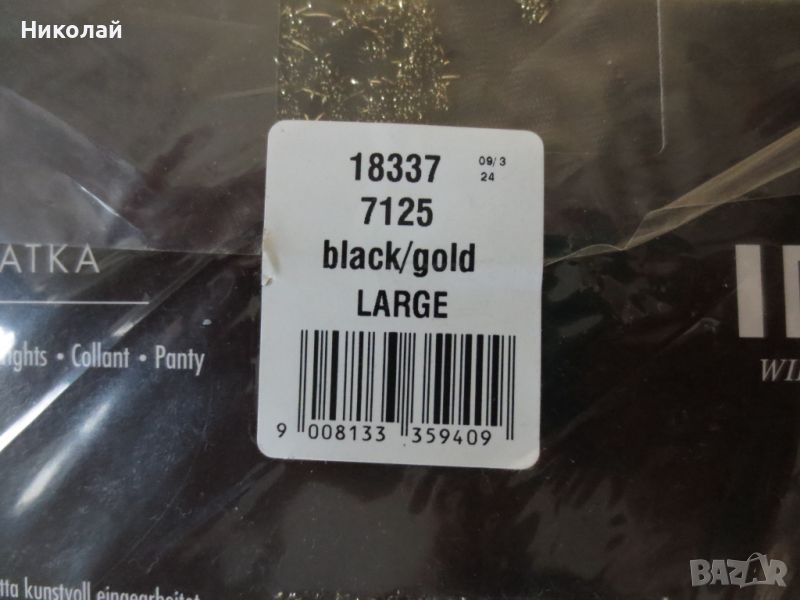 Николай
18337
09/3
24
7125
black/gold
LARGE
ATKA
ights • Collant • Panty
9 008133 359409
tta kunstvoll eingearbeitet
BAZAR